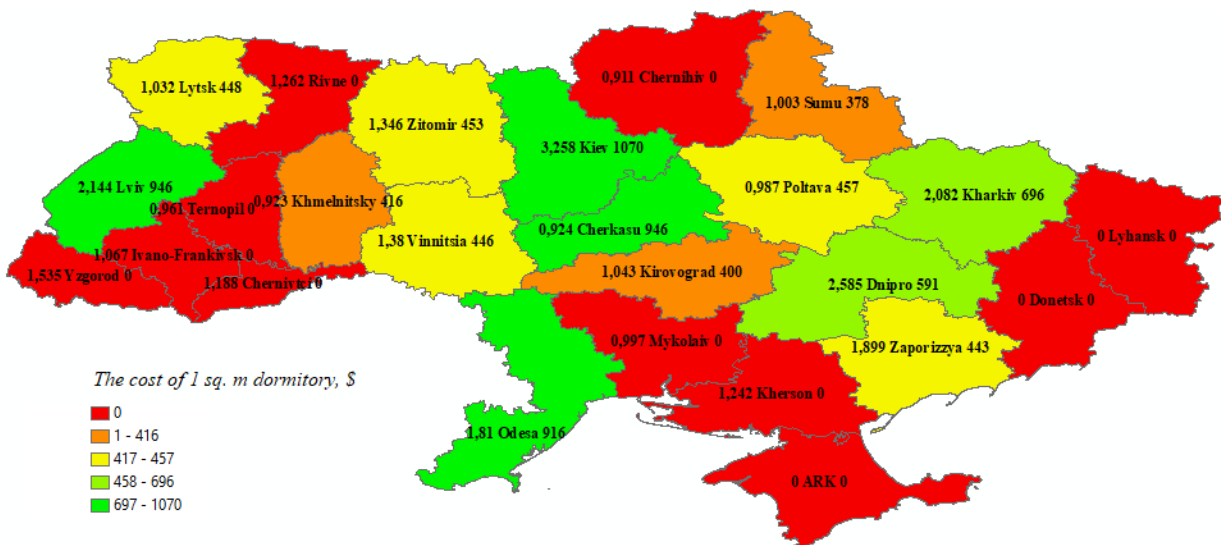 1,032 Lytsk 448
1,262 Rivne 0
1,346 Zitomir 453
3,258 Kiev 1070
0,911 Chernihiv 0
1,003 Sumu 378
2,144 Lviv 946
0,961 Ternopil 0
0,923 Khmelnitsky 416
1,38 Vinnitsia 446
0,924 Cherkasu 946
0,987 Poltava 457
2,082 Kharkiv 696
0 Lyhansk 0
1,535 Yzgorod 0
1,067 Ivano-Frankivsk 0
1,188 Chernivtci 0
1,043 Kirovograd 400
2,585 Dnipro 591
0 Donetsk 0
0,997 Mykolaiv 0
1,899 Zaporizzya 443
1,242 Kherson 0
1,81 Odesa 916
0 ARK 0
The cost of 1 sq. m dormitory, $
0
1 - 416
417 - 457
458 - 696
697 - 1070